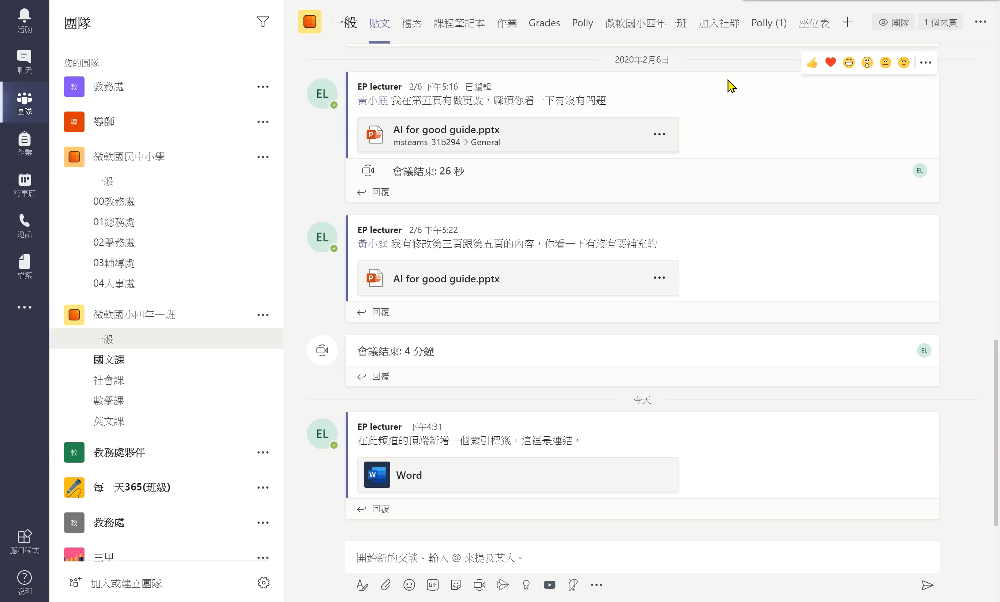 活動
聊天
團隊
作業
行事曆
通話
檔案
應用程式
說明
團隊
您的團隊
教 教務處
導 導師
微軟國民中小學
一般
00教務處
01總務處
02學務處
03輔導處
04人事處
微軟國小四年一班
一般
國文課
社會課
數學課
英文課
教 教務處夥伴
每一天365(班級)
教 教務處
三甲
加入或建立團隊
一般 貼文 檔案 課程筆記本 作業 Grades Polly 微軟國小四年一班 加入社群 Polly (1) 座位表 團隊 1 個來賓
2020年2月6日
EL
EP lecturer 2/6 下午5:16 已編輯
黃小庭 我在第五頁有做更改，麻煩你看一下有沒有問題
AI for good guide.pptx
msteams_31b294 > General
會議結束: 26 秒 EL
回覆
EL
EP lecturer 2/6 下午5:22
黃小庭 我有修改第三頁跟第五頁的內容，你看一下有沒有要補充的
AI for good guide.pptx
回覆
會議結束: 4 分鐘 EL
回覆
今天
EL
EP lecturer 下午4:31
在此頻道的頂端新增一個索引標籤。這裡是連結。
W Word
回覆
開始新的交談。輸入 @ 來提及某人。
GIF